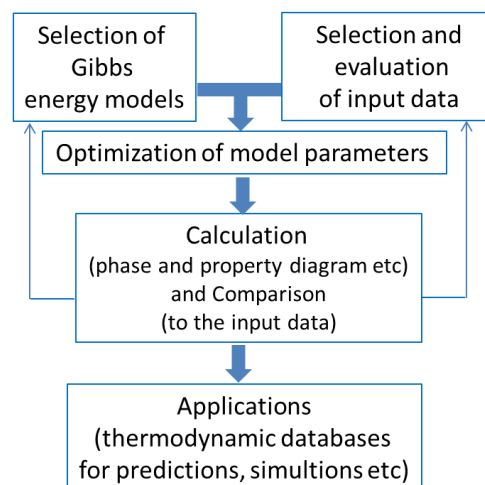 Selection of
Gibbs
energy models
Selection and
evaluation
of input data
Optimization of model parameters
Calculation
(phase and property diagram etc)
and Comparison
(to the input data)
Applications
(thermodynamic databases
for predictions, simultions etc)